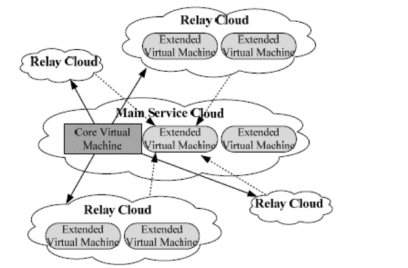 Relay Cloud
Extended
Virtual Machine
Extended
Virtual Machine
Relay Cloud
Main Service Cloud
Core Virtual
Machine
Extended
Virtual Machine
Extended
Virtual Machine
Relay Cloud
Relay Cloud
Extended
Virtual Machine
Extended
Virtual Machine